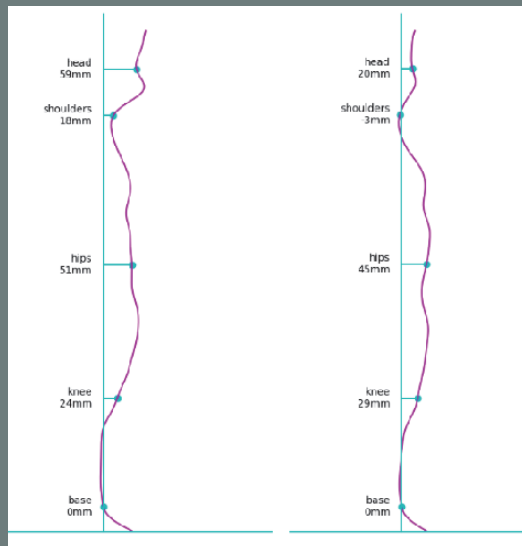 head
59mm
shoulders
18mm
hips
51mm
knee
24mm
base
0mm
head
20mm
shoulders
-3mm
hips
45mm
knee
29mm
base
0mm